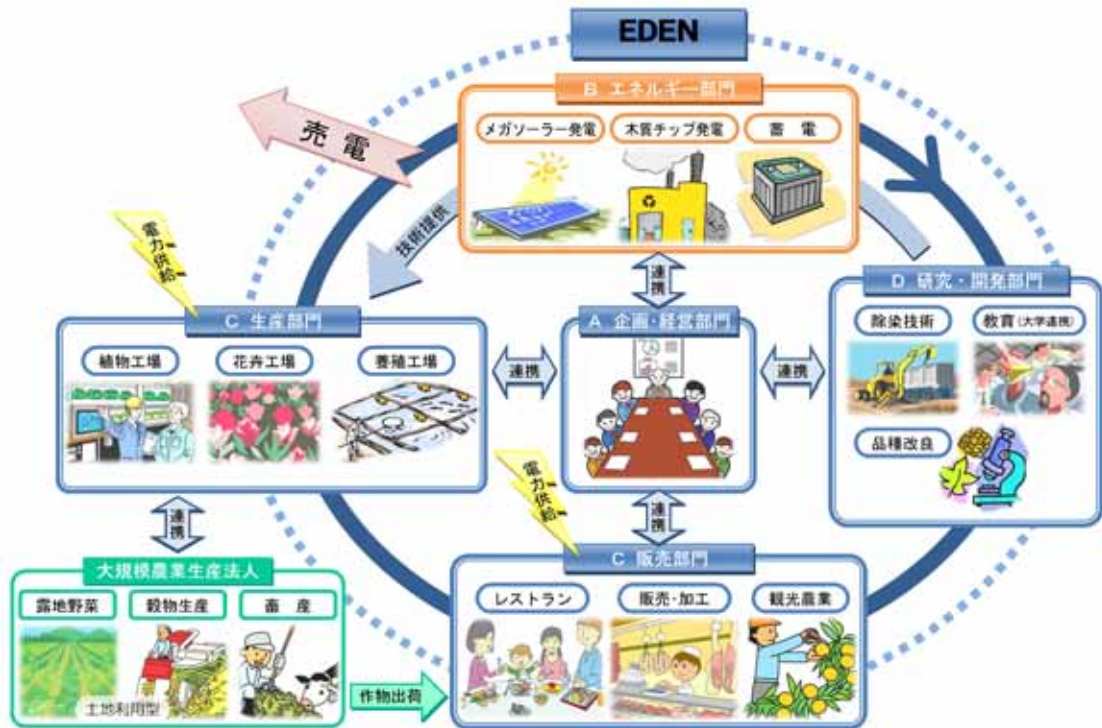 EDEN
B エネルギー部門
メガソーラー発電
木質チップ発電
蓄 電
売電
技術提供
電力供給
連携
D 研究・開発部門
除染技術
教育(大学連携)
品種改良
C 生産部門
植物工場
花卉工場
養殖工場
連携
A 企画・経営部門
連携
電力供給
連携
連携
大規模農業生産法人
露地野菜
穀物生産
畜 産
土地利用型
作物出荷
C 販売部門
レストラン
販売・加工
観光農業